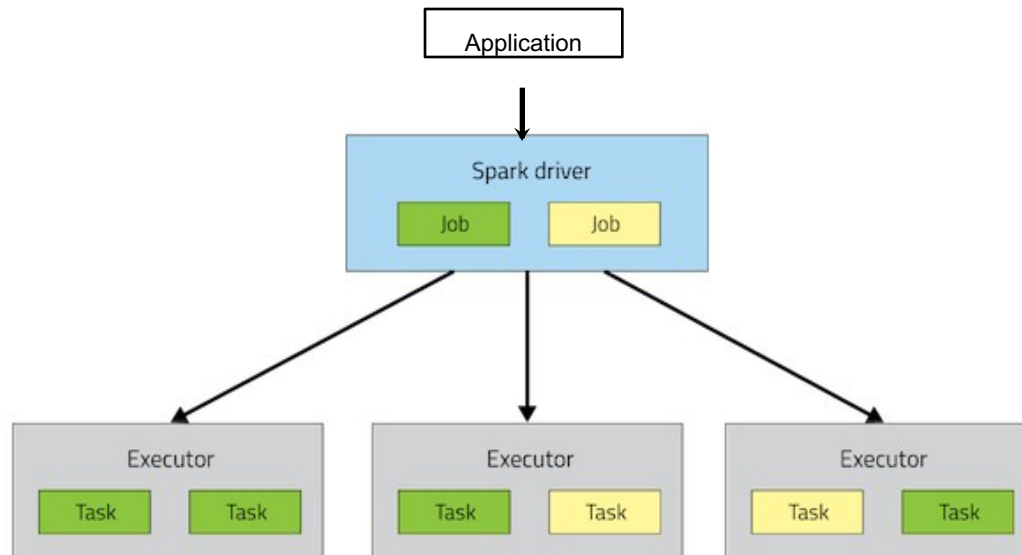 Application
Spark driver
Job Job
Executor Executor Executor
Task Task Task Task Task Task